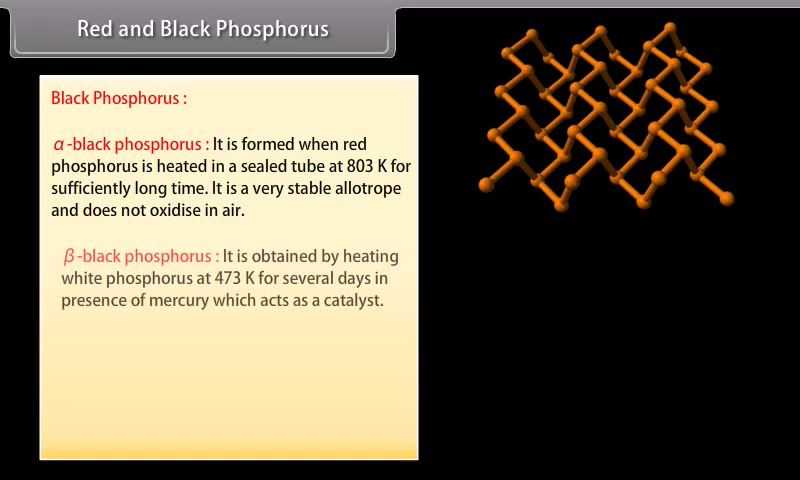 Red and Black Phosphorus
Black Phosphorus :
α-black phosphorus : It is formed when red
phosphorus is heated in a sealed tube at 803 K for
sufficiently long time. It is a very stable allotrope
and does not oxidise in air.
β-black phosphorus : It is obtained by heating
white phosphorus at 473 K for several days in
presence of mercury which acts as a catalyst.